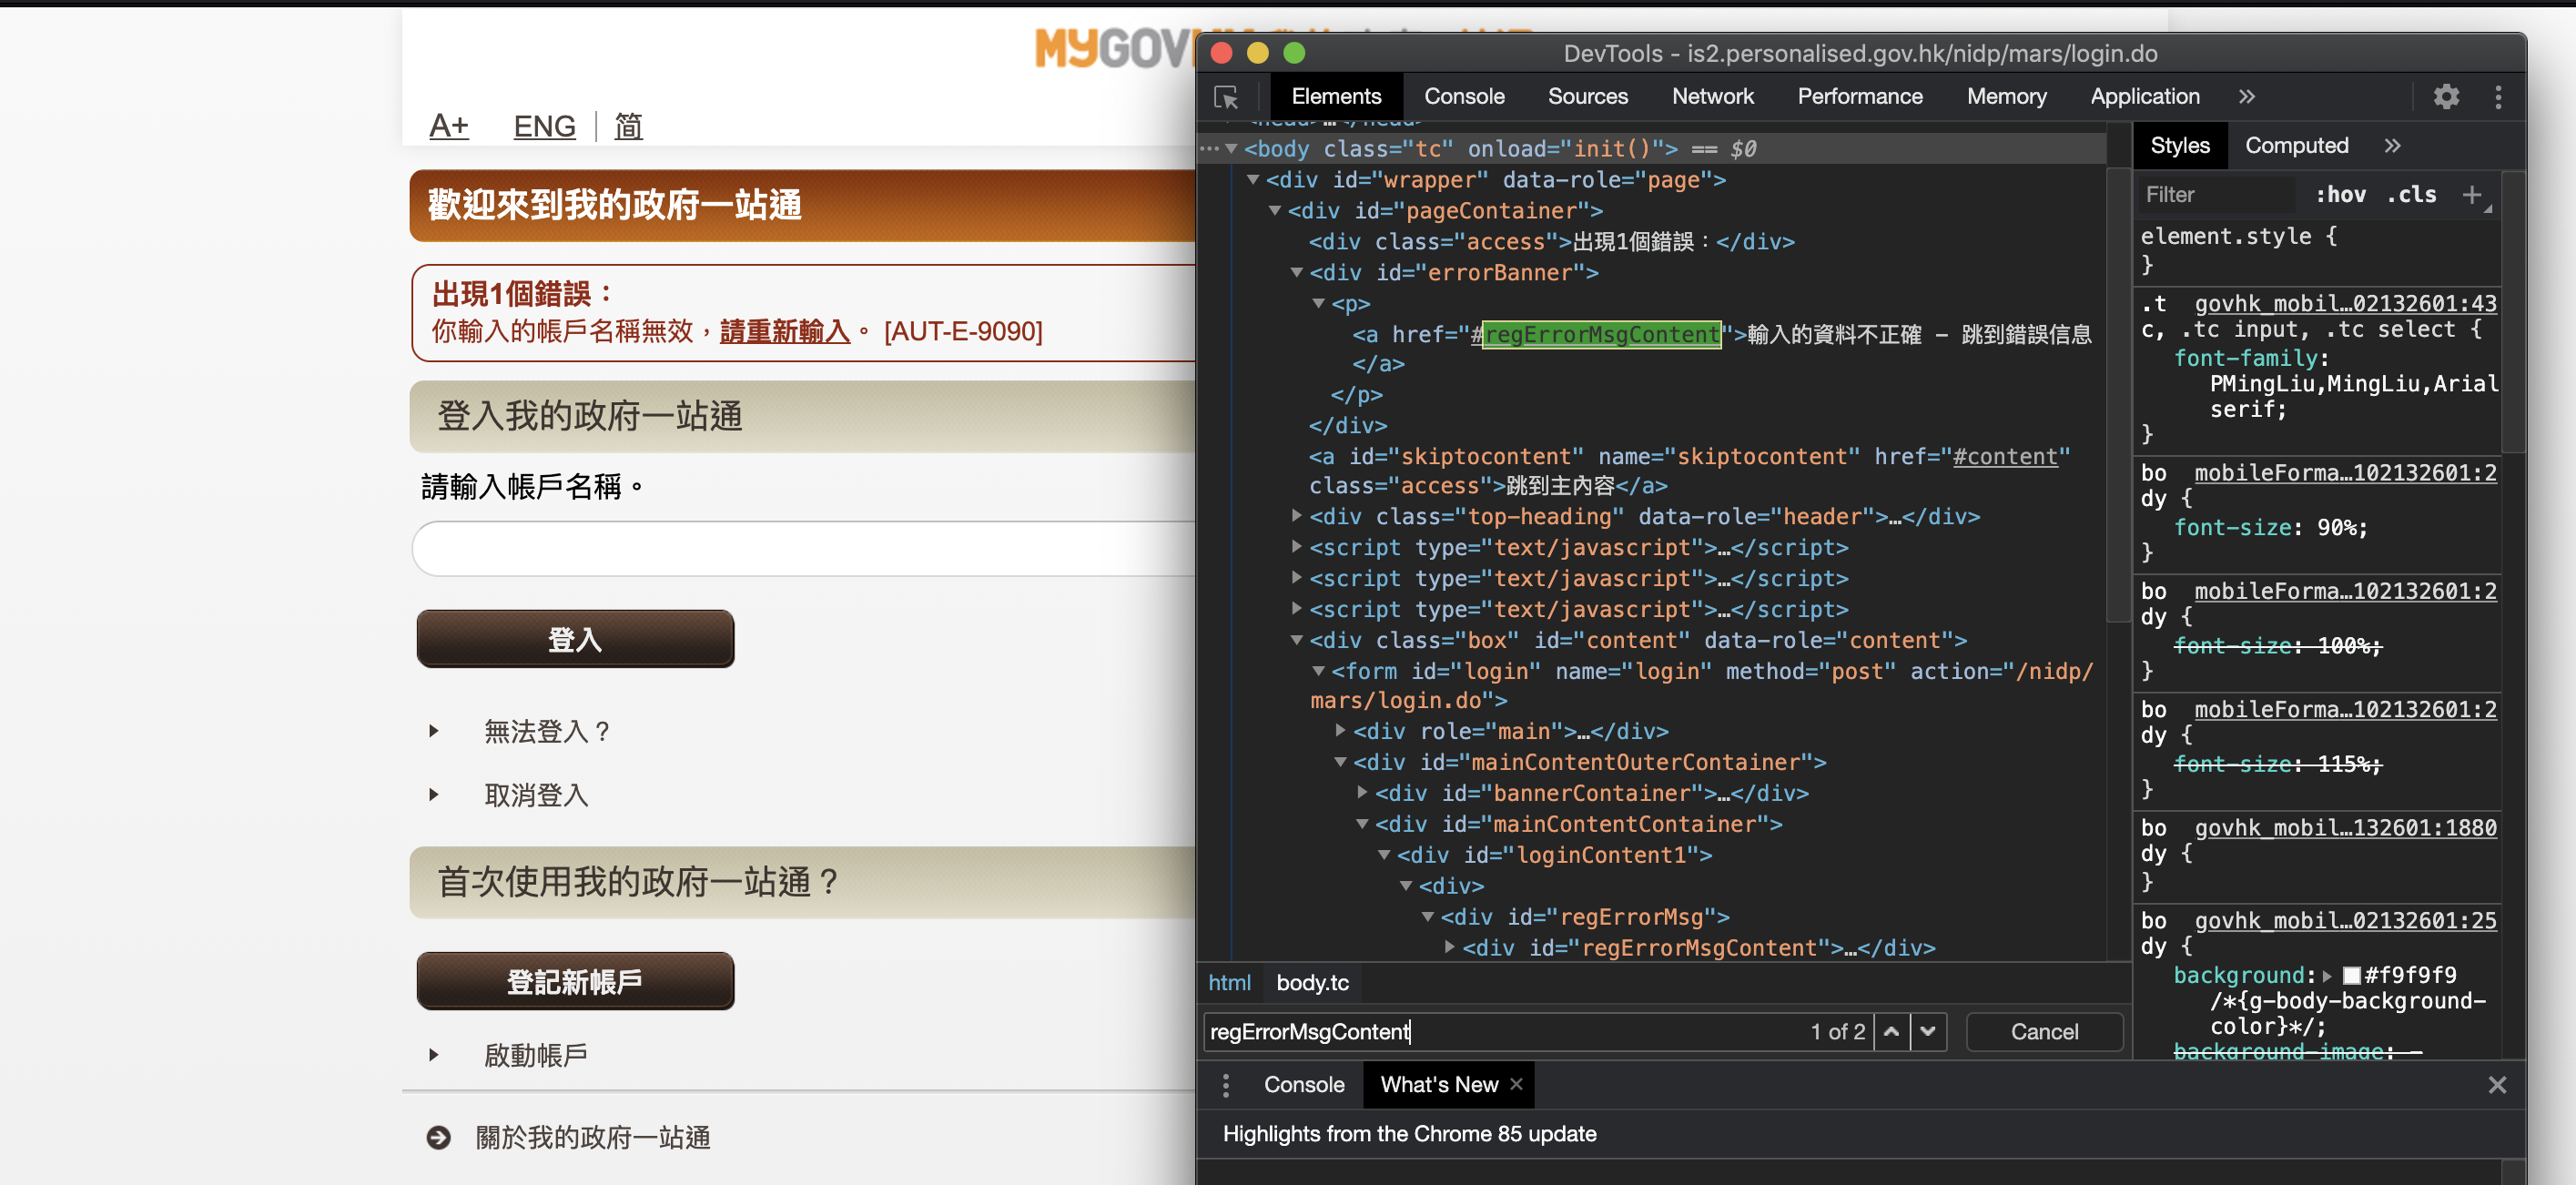 MYGOV
A+ ENG 简
歡迎來到我的政府一站通
出現1個錯誤：
你輸入的帳戶名稱無效，請重新輸入。 [AUT-E-9090]
登入我的政府一站通
請輸入帳戶名稱。
登入
無法登入？
取消登入
首次使用我的政府一站通？
登記新帳戶
啟動帳戶
關於我的政府一站通
DevTools - is2.personalised.gov.hk/nidp/mars/login.do
Elements Console Sources Network Performance Memory Application »
<head>…</head>
…▼<body class="tc" onload="init()"> == $0
▼<div id="wrapper" data-role="page">
▼<div id="pageContainer">
<div class="access">出現1個錯誤：</div>
▼<div id="errorBanner">
▼<p>
<a href="#regErrorMsgContent">輸入的資料不正確 – 跳到錯誤信息
</a>
</p>
</div>
<a id="skiptocontent" name="skiptocontent" href="#content"
class="access">跳到主內容</a>
▶<div class="top-heading" data-role="header">…</div>
▶<script type="text/javascript">…</script>
▶<script type="text/javascript">…</script>
▶<script type="text/javascript">…</script>
▼<div class="box" id="content" data-role="content">
▼<form id="login" name="login" method="post" action="/nidp/
mars/login.do">
▶<div role="main">…</div>
▼<div id="mainContentOuterContainer">
▶<div id="bannerContainer">…</div>
▼<div id="mainContentContainer">
▼<div id="loginContent1">
▼<div>
▼<div id="regErrorMsg">
▶<div id="regErrorMsgContent">…</div>
html body.tc
regErrorMsgContent 1 of 2 Cancel
Styles Computed »
Filter :hov .cls +
element.style {
}
.t govhk_mobil…02132601:43
c, .tc input, .tc select {
font-family:
PMingLiu,MingLiu,Arial
serif;
}
bo mobileForma…102132601:2
dy {
font-size: 90%;
}
bo mobileForma…102132601:2
dy {
font-size: 100%;
}
bo mobileForma…102132601:2
dy {
font-size: 115%;
}
bo govhk_mobil…132601:1880
dy {
}
bo govhk_mobil…02132601:25
dy {
background:▶ #f9f9f9
/*{g-body-background-
color}*/;
background-image: –
Console What's New ×
Highlights from the Chrome 85 update